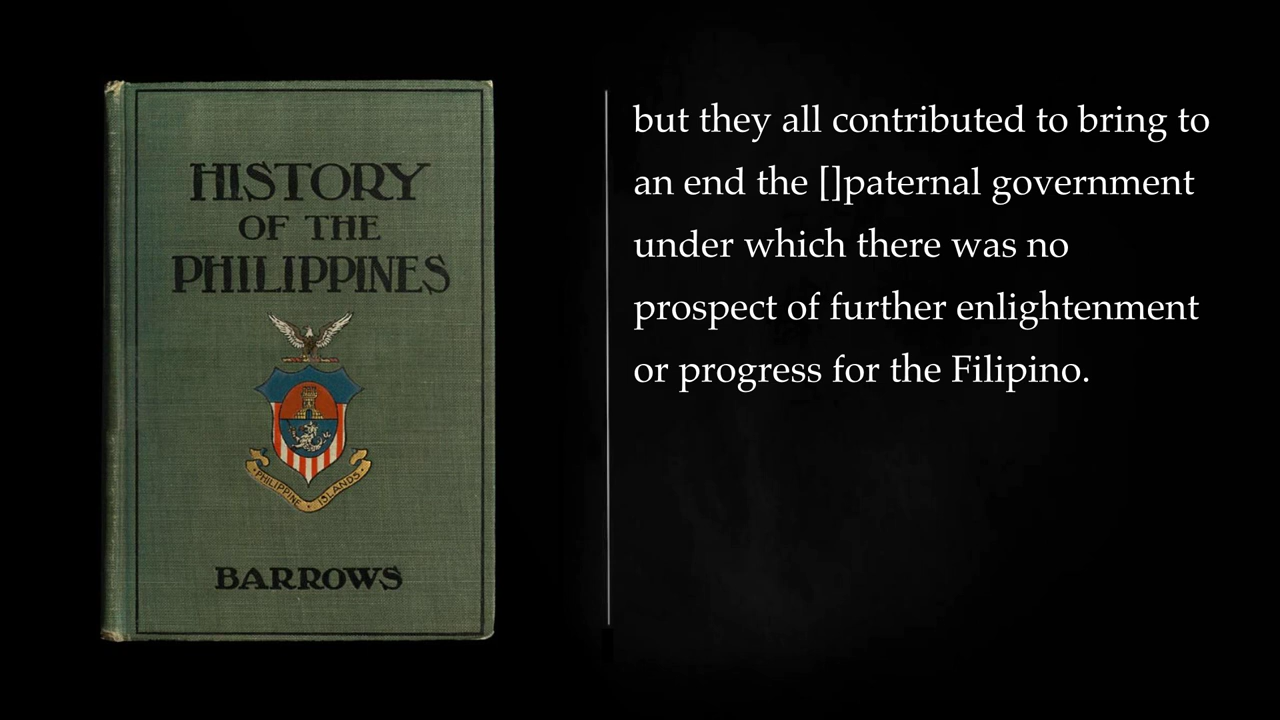 HISTORY
OF THE
PHILIPPINES
PHILIPPINE ISLANDS
BARROWS
but they all contributed to bring to
an end the []paternal government
under which there was no
prospect of further enlightenment
or progress for the Filipino.